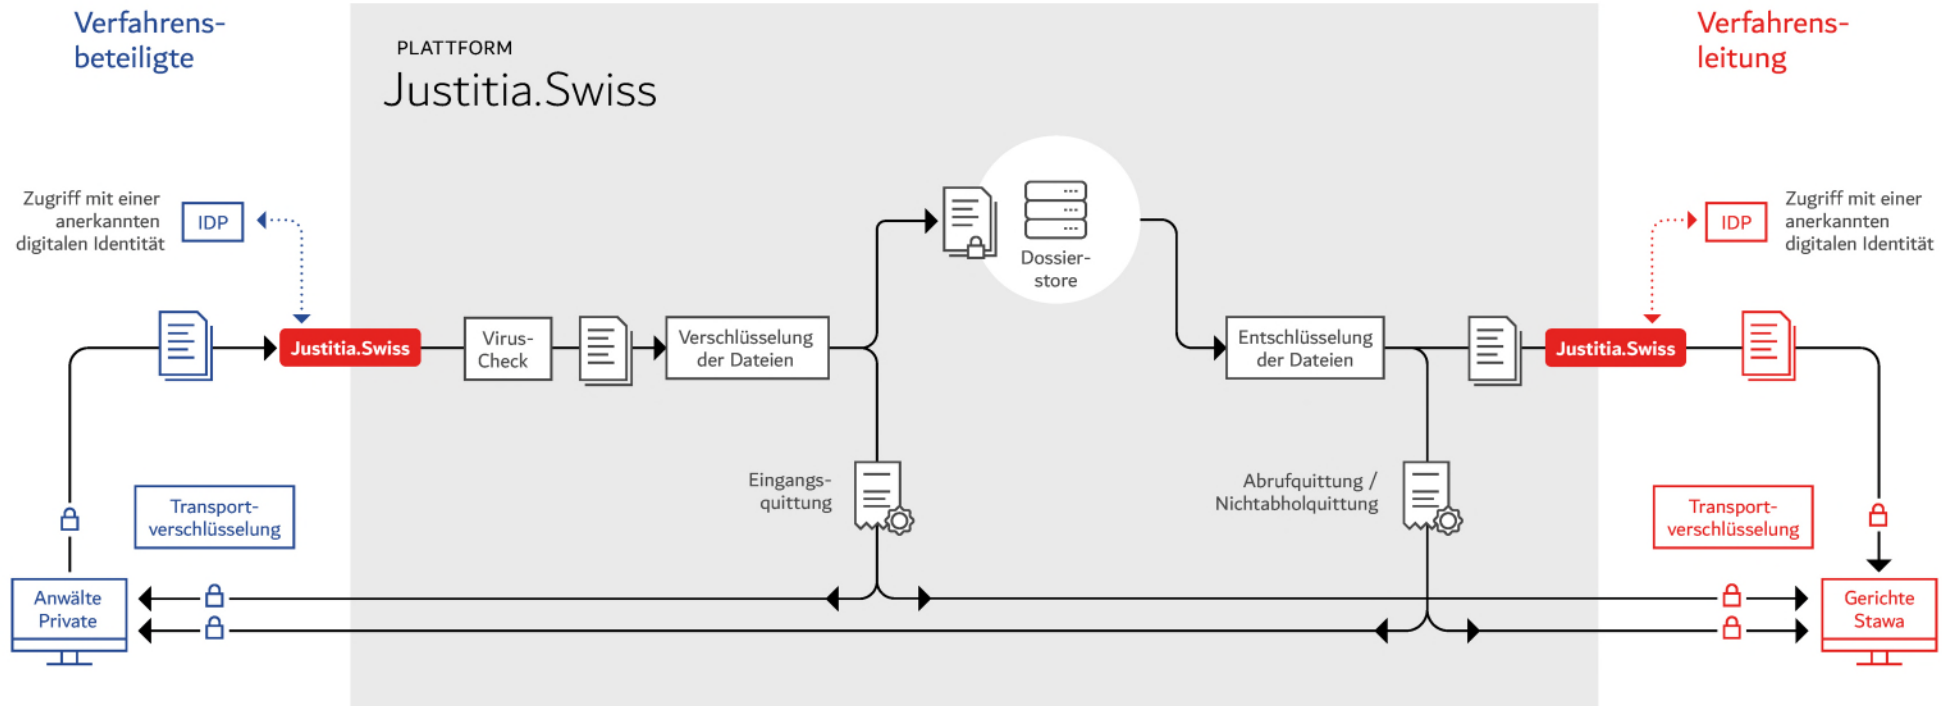 Verfahrens-
beteiligte
PLATTFORM
Justitia.Swiss
Verfahrens-
leitung
Zugriff mit einer
anerkannten
digitalen Identität
IDP
Dossier-
store
IDP
Zugriff mit einer
anerkannten
digitalen Identität
Justitia.Swiss
Virus-
Check
Verschlüsselung
der Dateien
Entschlüsselung
der Dateien
Justitia.Swiss
Transport-
verschlüsselung
Eingangs-
quittung
Abrufquittung /
Nichtabholquittung
Transport-
verschlüsselung
Anwälte
Private
Gerichte
Stawa